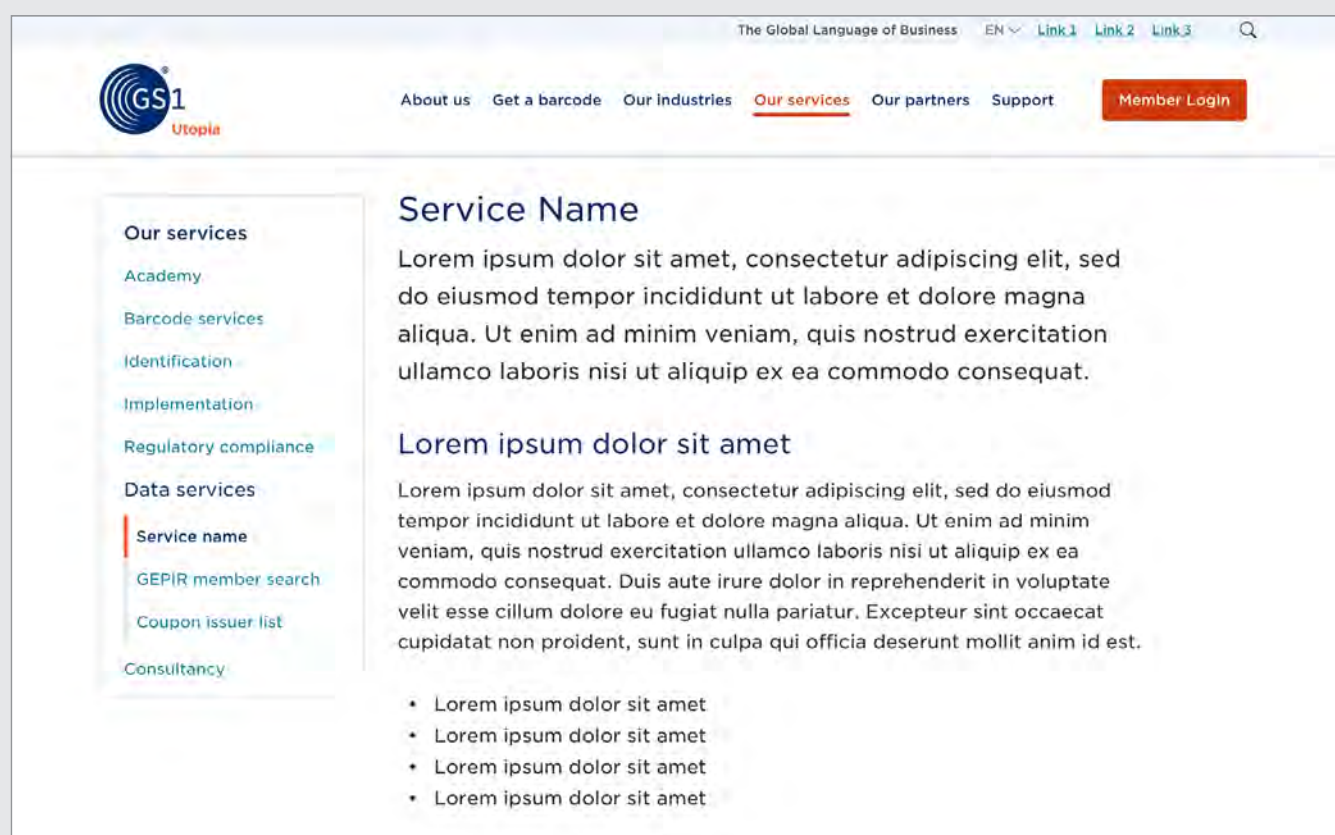 The Global Language of Business EN Link 1 Link 2 Link 3
GS1
®
Utopia
About us Get a barcode Our industries Our services Our partners Support Member Login
Our services
Academy
Barcode services
Identification
Implementation
Regulatory compliance
Data services
Service name
GEPIR member search
Coupon issuer list
Consultancy
Service Name
Lorem ipsum dolor sit amet, consectetur adipiscing elit, sed
do eiusmod tempor incididunt ut labore et dolore magna
aliqua. Ut enim ad minim veniam, quis nostrud exercitation
ullamco laboris nisi ut aliquip ex ea commodo consequat.
Lorem ipsum dolor sit amet
Lorem ipsum dolor sit amet, consectetur adipiscing elit, sed do eiusmod
tempor incididunt ut labore et dolore magna aliqua. Ut enim ad minim
veniam, quis nostrud exercitation ullamco laboris nisi ut aliquip ex ea
commodo consequat. Duis aute irure dolor in reprehenderit in voluptate
velit esse cillum dolore eu fugiat nulla pariatur. Excepteur sint occaecat
cupidatat non proident, sunt in culpa qui officia deserunt mollit anim id est.
• Lorem ipsum dolor sit amet
• Lorem ipsum dolor sit amet
• Lorem ipsum dolor sit amet
• Lorem ipsum dolor sit amet